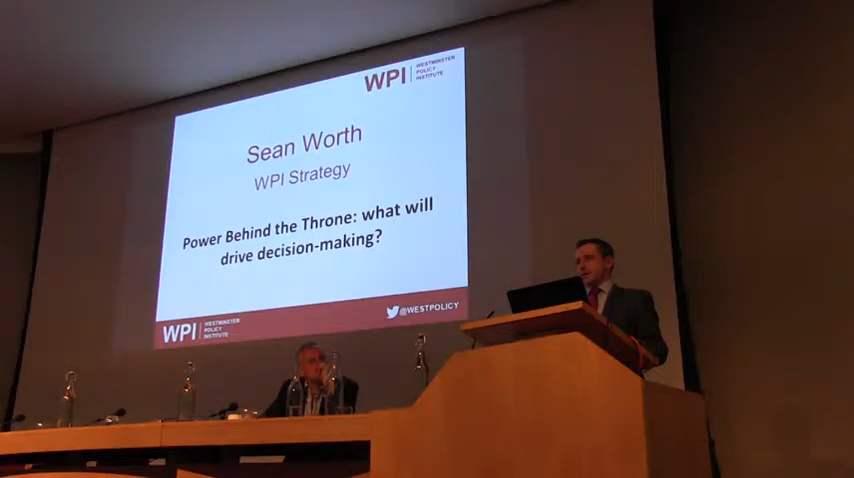 WPI WESTMINSTER
POLICY
INSTITUTE
Sean Worth
WPI Strategy
Power Behind the Throne: what will
drive decision-making?
WPI WESTMINSTER
POLICY
INSTITUTE
@WESTPOLICY